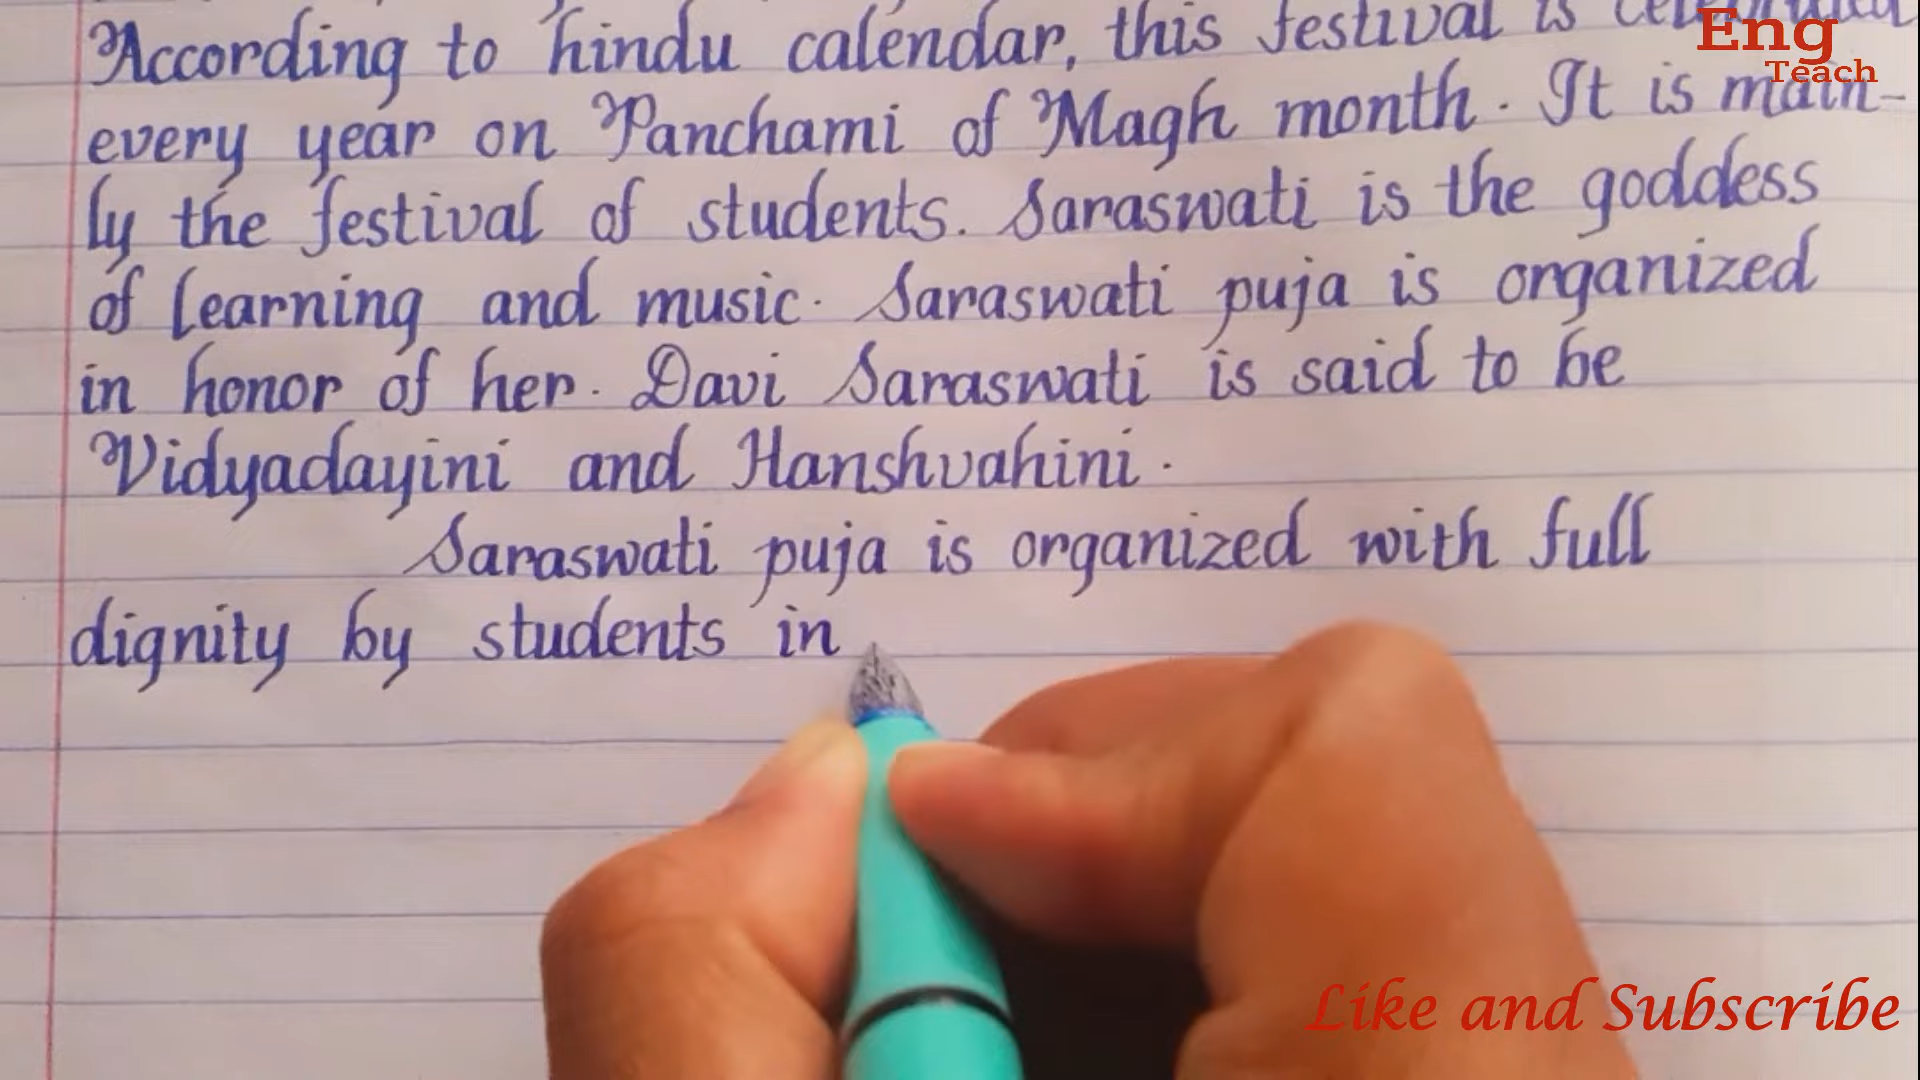 According to hindu calendar, this festival is celebrated
Eng
Teach
every year on Panchami of Magh month. It is main-
ly the festival of students. Saraswati is the goddess
of learning and music. Saraswati puja is organized
in honor of her. Davi Saraswati is said to be
Vidyadayini and Hanshvahini.
Saraswati puja is organized with full
dignity by students in
Like and Subscribe